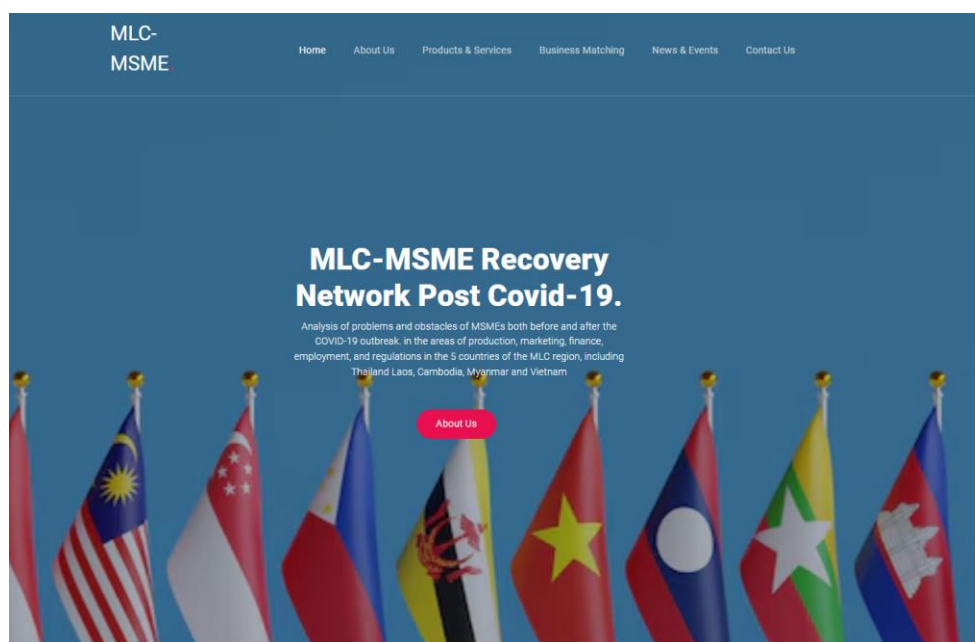 MLC-
MSME.
Home About Us Products & Services Business Matching News & Events Contact Us
MLC-MSME Recovery
Network Post Covid-19.
Analysis of problems and obstacles of MSMEs both before and after the
COVID-19 outbreak. in the areas of production, marketing, finance,
employment, and regulations in the 5 countries of the MLC region, including
Thailand Laos, Cambodia, Myanmar and Vietnam
About Us